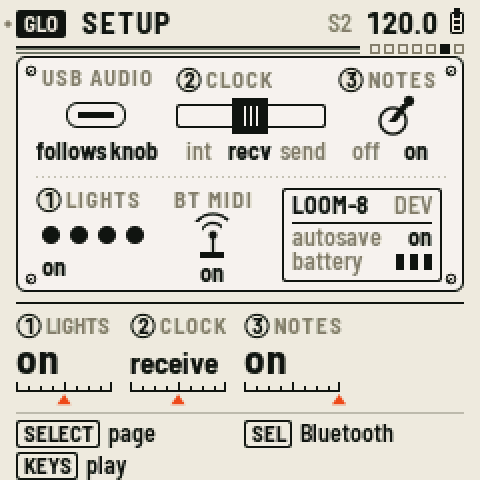 GLO SETUP S2 120.0
USB AUDIO 2 CLOCK 3 NOTES
follows knob int recv send off on
1 LIGHTS BT MIDI LOOM-8 DEV
autosave on
on on battery
1 LIGHTS 2 CLOCK 3 NOTES
on receive on
SELECT page SEL Bluetooth
KEYS play